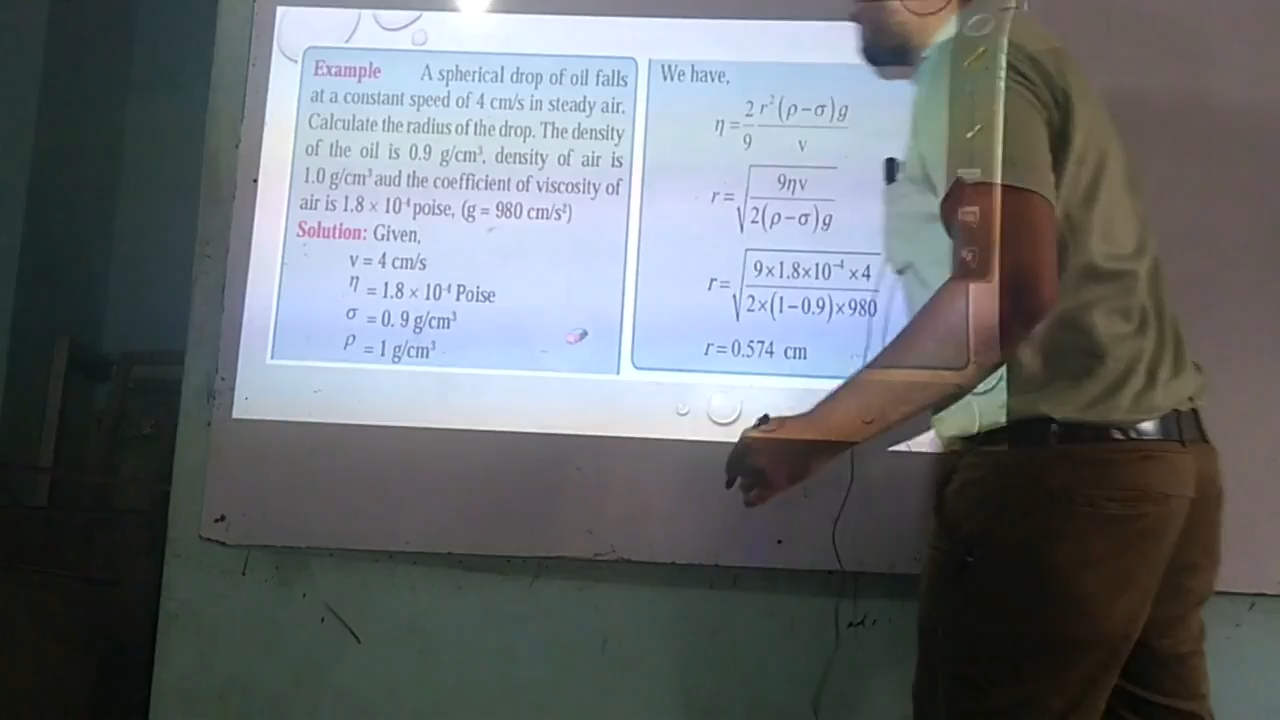 Example A spherical drop of oil falls
at a constant speed of 4 cm/s in steady air.
Calculate the radius of the drop. The density
of the oil is 0.9 g/cm³, density of air is
1.0 g/cm³ aud the coefficient of viscosity of
air is 1.8 × 10⁻⁴ poise, (g = 980 cm/s²)
Solution: Given,
v = 4 cm/s
η = 1.8 × 10⁻⁴ Poise
σ = 0. 9 g/cm³
ρ = 1 g/cm³
We have,
η = 2/9 r²(ρ−σ)g/v
r = √(9ηv/2(ρ−σ)g)
r = √(9×1.8×10⁻⁴×4/2×(1−0.9)×980)
r = 0.574 cm